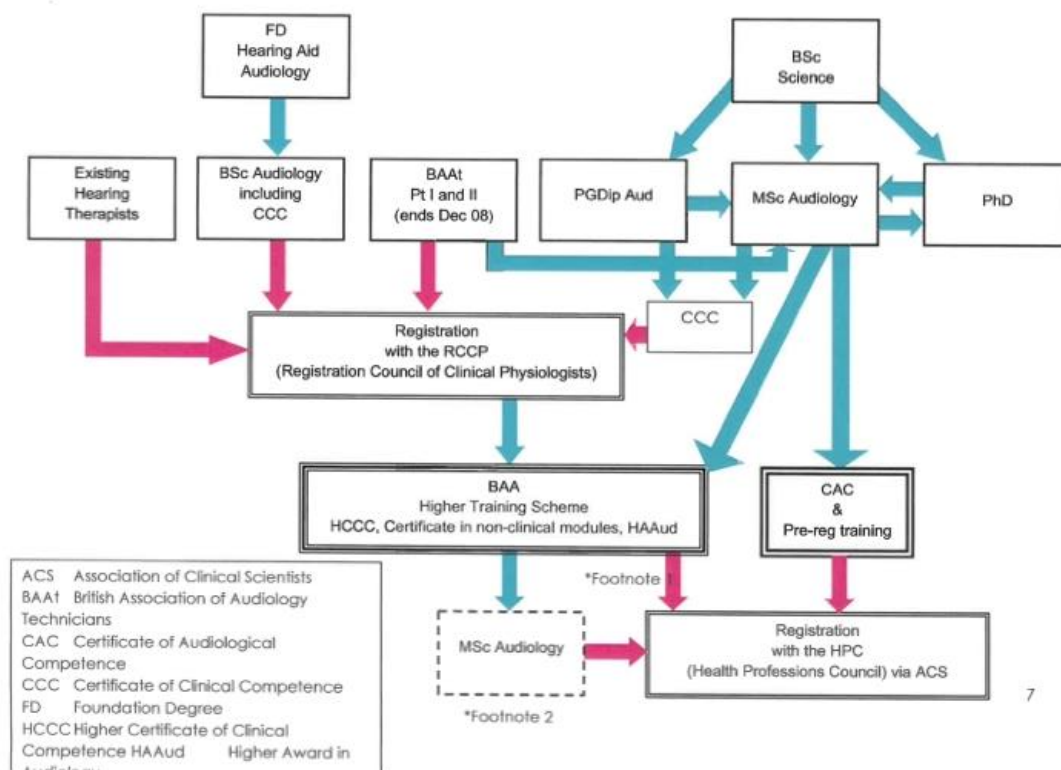 FD
Hearing Aid
Audiology
BSc
Science
Existing
Hearing
Therapists
BSc Audiology
including
CCC
BAAt
Pt I and II
(ends Dec 08)
PGDip Aud
MSc Audiology
PhD
CCC
Registration
with the RCCP
(Registration Council of Clinical Physiologists)
BAA
Higher Training Scheme
HCCC, Certificate in non-clinical modules, HAAud
CAC
&
Pre-reg training
*Footnote 1
MSc Audiology
*Footnote 2
Registration
with the HPC
(Health Professions Council) via ACS
7
ACS Association of Clinical Scientists
BAAt British Association of Audiology
Technicians
CAC Certificate of Audiological
Competence
CCC Certificate of Clinical Competence
FD Foundation Degree
HCCC Higher Certificate of Clinical
Competence HAAud Higher Award in
Audiology